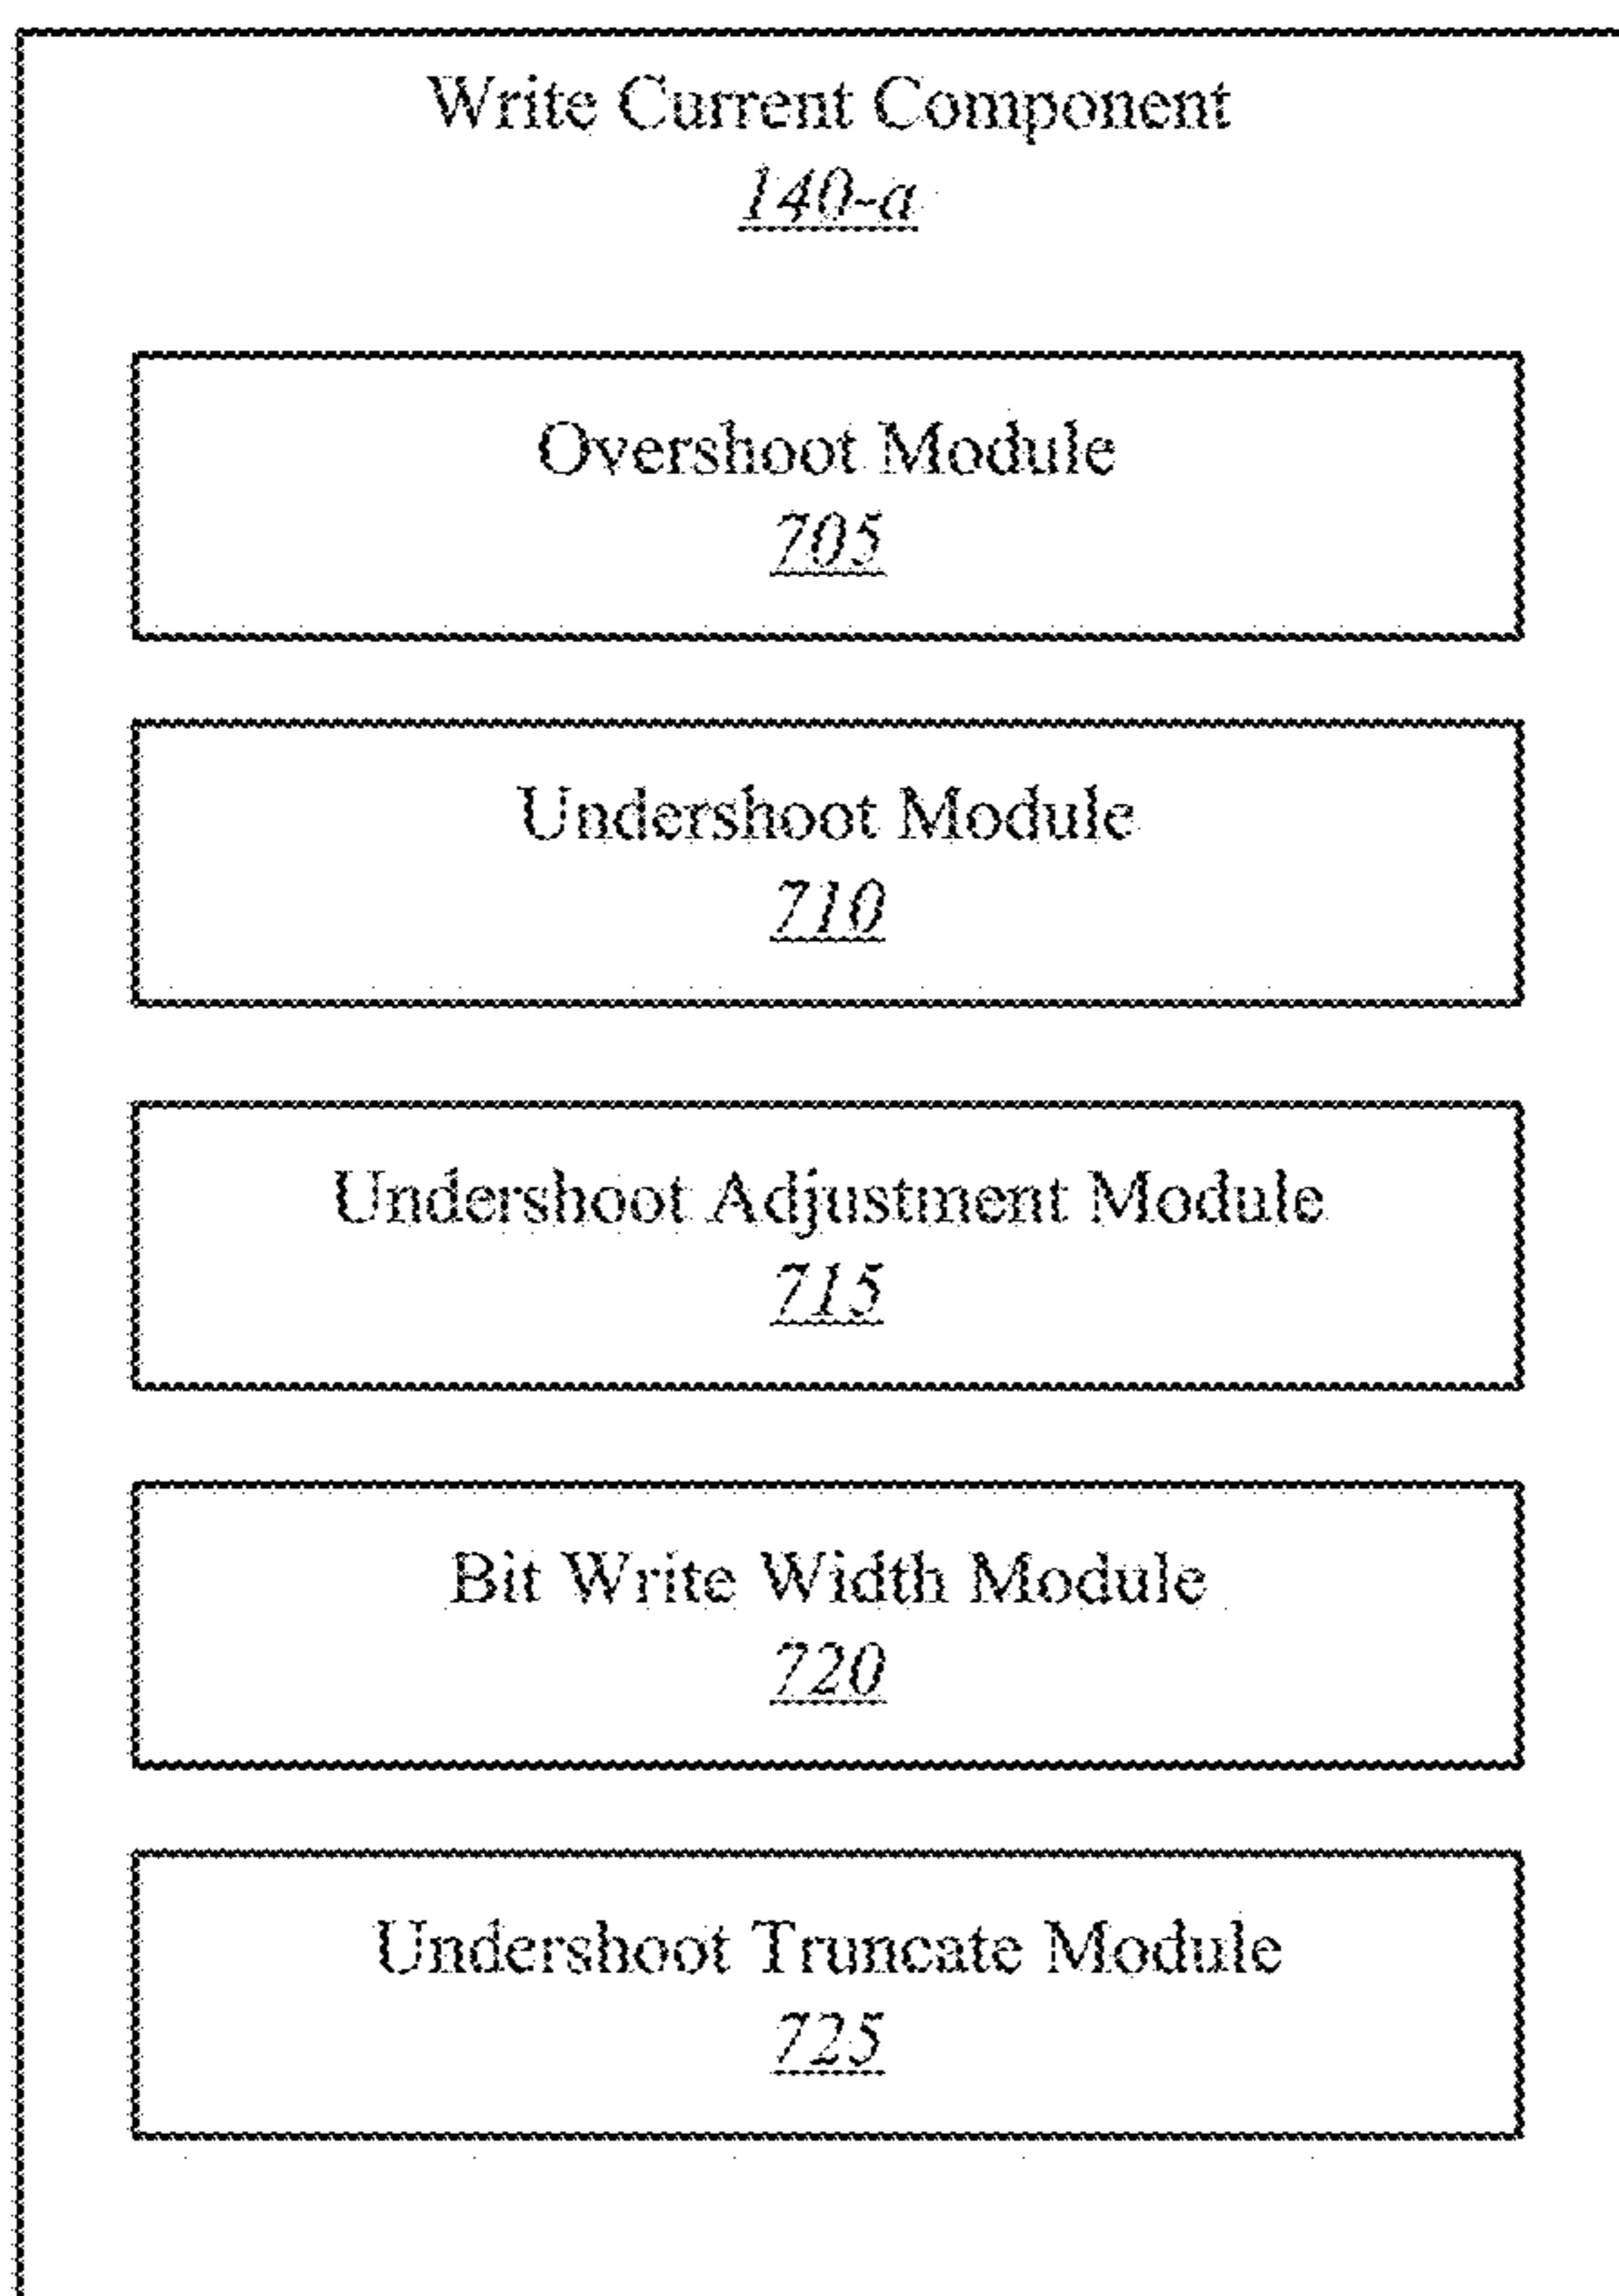 Write Current Component
140-a
Overshoot Module
705
Undershoot Module
710
Undershoot Adjustment Module
715
Bit Write Width Module
720
Undershoot Truncate Module
725